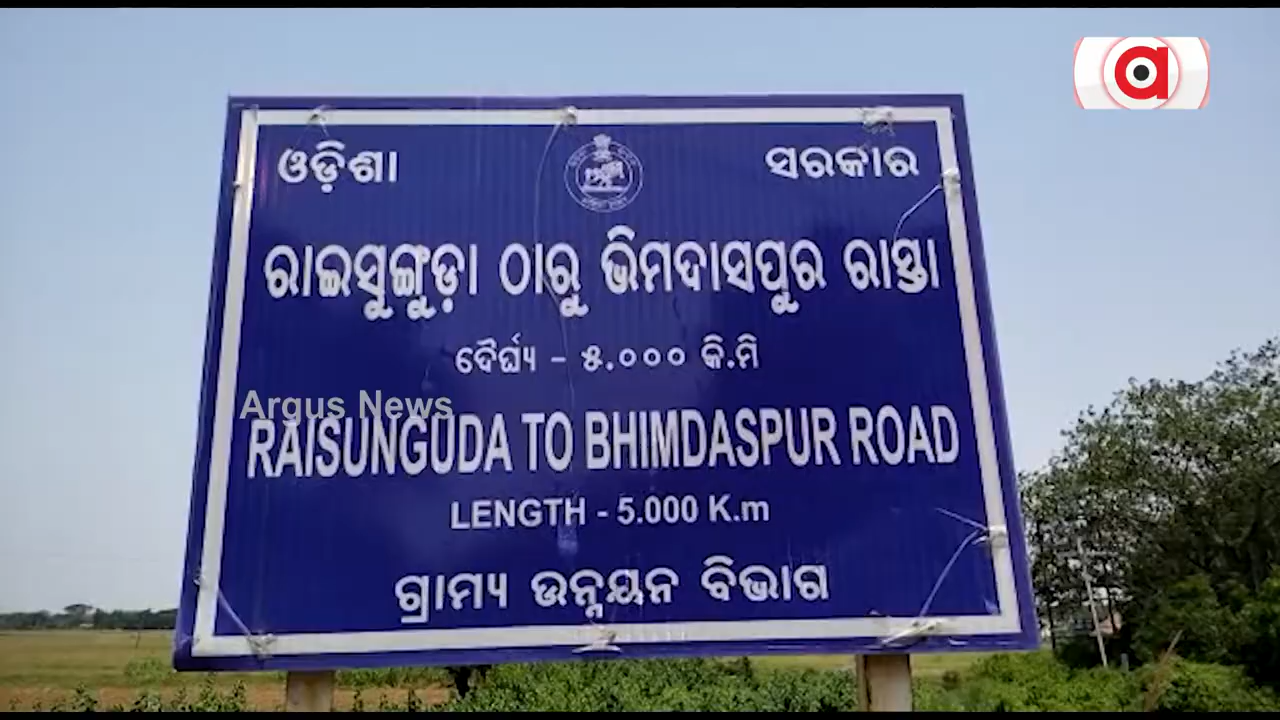 ଓଡ଼ିଶା ସରକାର
ରାଇସୁଙ୍ଗୁଡ଼ା ଠାରୁ ଭିମଦାସପୁର ରାସ୍ତା
ଦୈର୍ଘ୍ୟ - ୫.୦୦୦ କି.ମି
Argus News
RAISUNGUDA TO BHIMDASPUR ROAD
LENGTH - 5.000 K.m
ଗ୍ରାମ୍ୟ ଉନ୍ନୟନ ବିଭାଗ